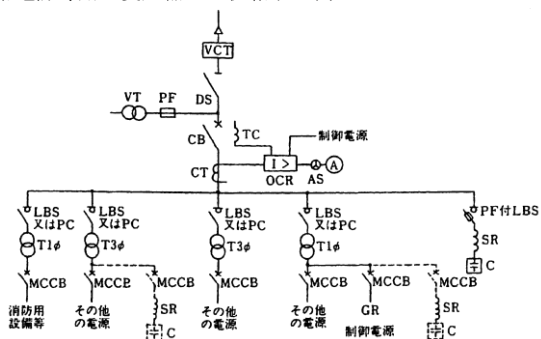 VCT
VT
PF
DS
CB
TC
制御電源
CT
I >
OCR
AS
A
LBS
又はPC
T1φ
MCCB
消防用
設備等
LBS
又はPC
T3φ
MCCB
その他
の電源
MCCB
SR
C
LBS
又はPC
T3φ
MCCB
その他
の電源
LBS
又はPC
T1φ
MCCB
その他
の電源
MCCB
GR
制御電源
MCCB
SR
C
PF付LBS
SR
C